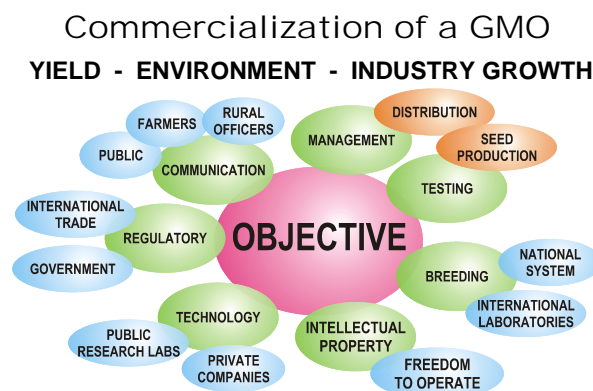 Commercialization of a GMO
YIELD - ENVIRONMENT - INDUSTRY GROWTH
DISTRIBUTION
RURAL
OFFICERS
FARMERS
SEED
PRODUCTION
MANAGEMENT
PUBLIC
COMMUNICATION
TESTING
INTERNATIONAL
TRADE
REGULATORY
OBJECTIVE
GOVERNMENT
BREEDING
NATIONAL
SYSTEM
INTERNATIONAL
LABORATORIES
TECHNOLOGY
INTELLECTUAL
PROPERTY
PUBLIC
RESEARCH LABS
PRIVATE
COMPANIES
FREEDOM
TO OPERATE